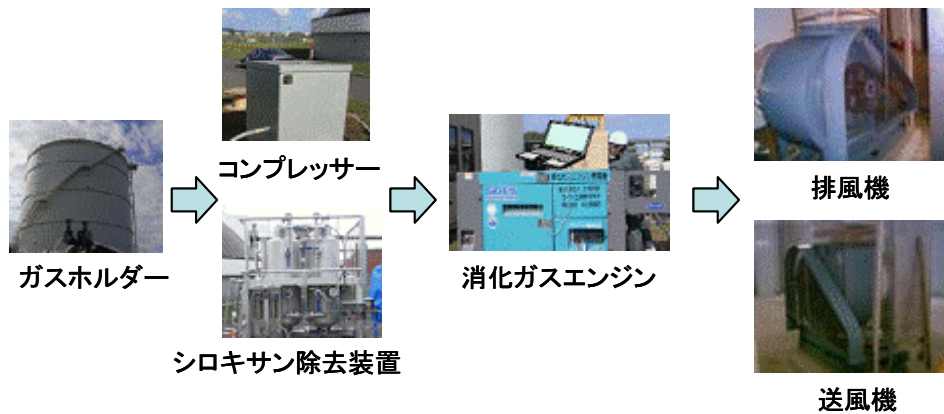 コンプレッサー
ガスホルダー
シロキサン除去装置
消化ガスエンジン
排風機
送風機